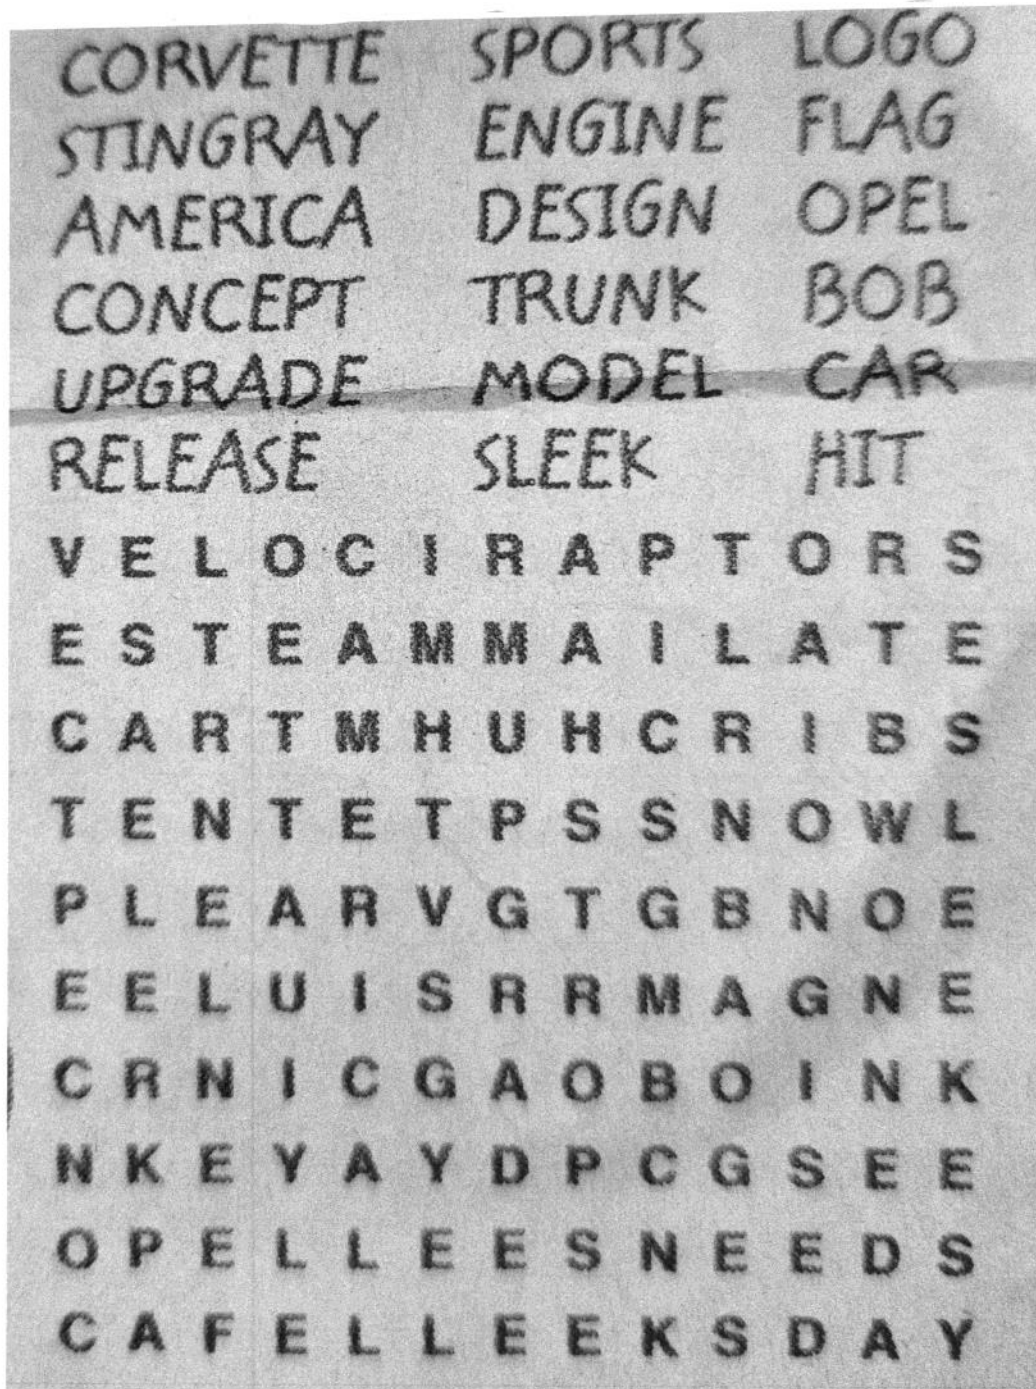 CORVETTE SPORTS LOGO
STINGRAY ENGINE FLAG
AMERICA DESIGN OPEL
CONCEPT TRUNK BOB
UPGRADE MODEL CAR
RELEASE SLEEK HIT
V E L O C I R A P T O R S
E S T E A M M A I L A T E
C A R T M H U H C R I B S
T E N T E T P S S N O W L
P L E A R V G T G B N O E
E E L U I S R R M A G N E
C R N I C G A O B O I N K
N K E Y A Y D P C G S E E
O P E L L E E S N E E D S
C A F E L L E E K S D A Y